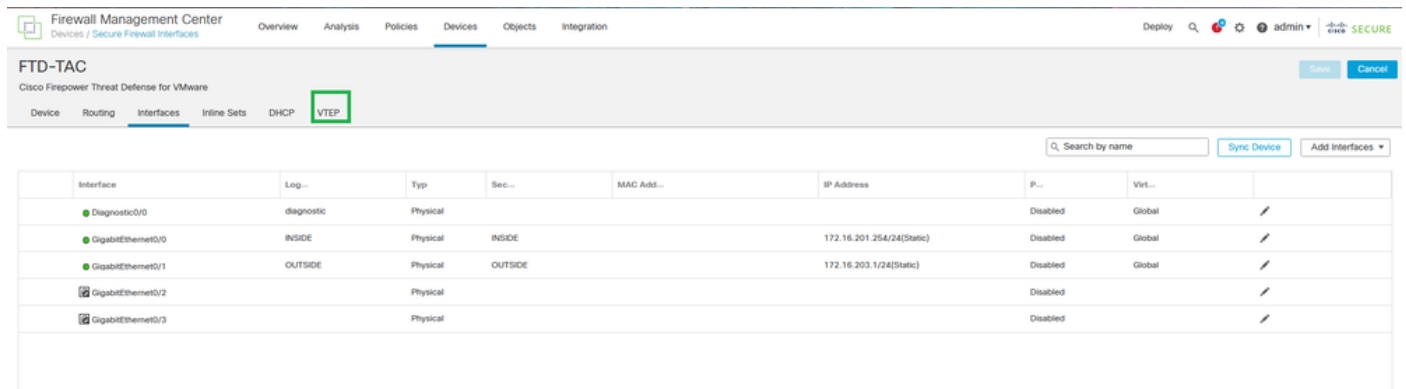 Firewall Management Center
Devices / Secure Firewall Interfaces
Overview Analysis Policies Devices Objects Integration
Deploy admin SECURE
FTD-TAC
Save Cancel
Cisco Firepower Threat Defense for VMware
Device Routing Interfaces Inline Sets DHCP VTEP
Search by name Sync Device Add Interfaces
Interface Log... Typ Sec... MAC Add... IP Address P... Virt...
Diagnostic0/0 diagnostic Physical Disabled Global
GigabitEthernet0/0 INSIDE Physical INSIDE 172.16.201.254/24(Static) Disabled Global
GigabitEthernet0/1 OUTSIDE Physical OUTSIDE 172.16.203.1/24(Static) Disabled Global
GigabitEthernet0/2 Physical Disabled
GigabitEthernet0/3 Physical Disabled